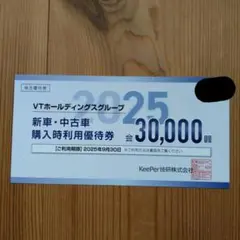 株主優待券
2025
VTホールディングスグループ
新車・中古車
購入時利用優待券
金30,000円
[ご利用期限]2025年9月30日
KeePer技研株式会社